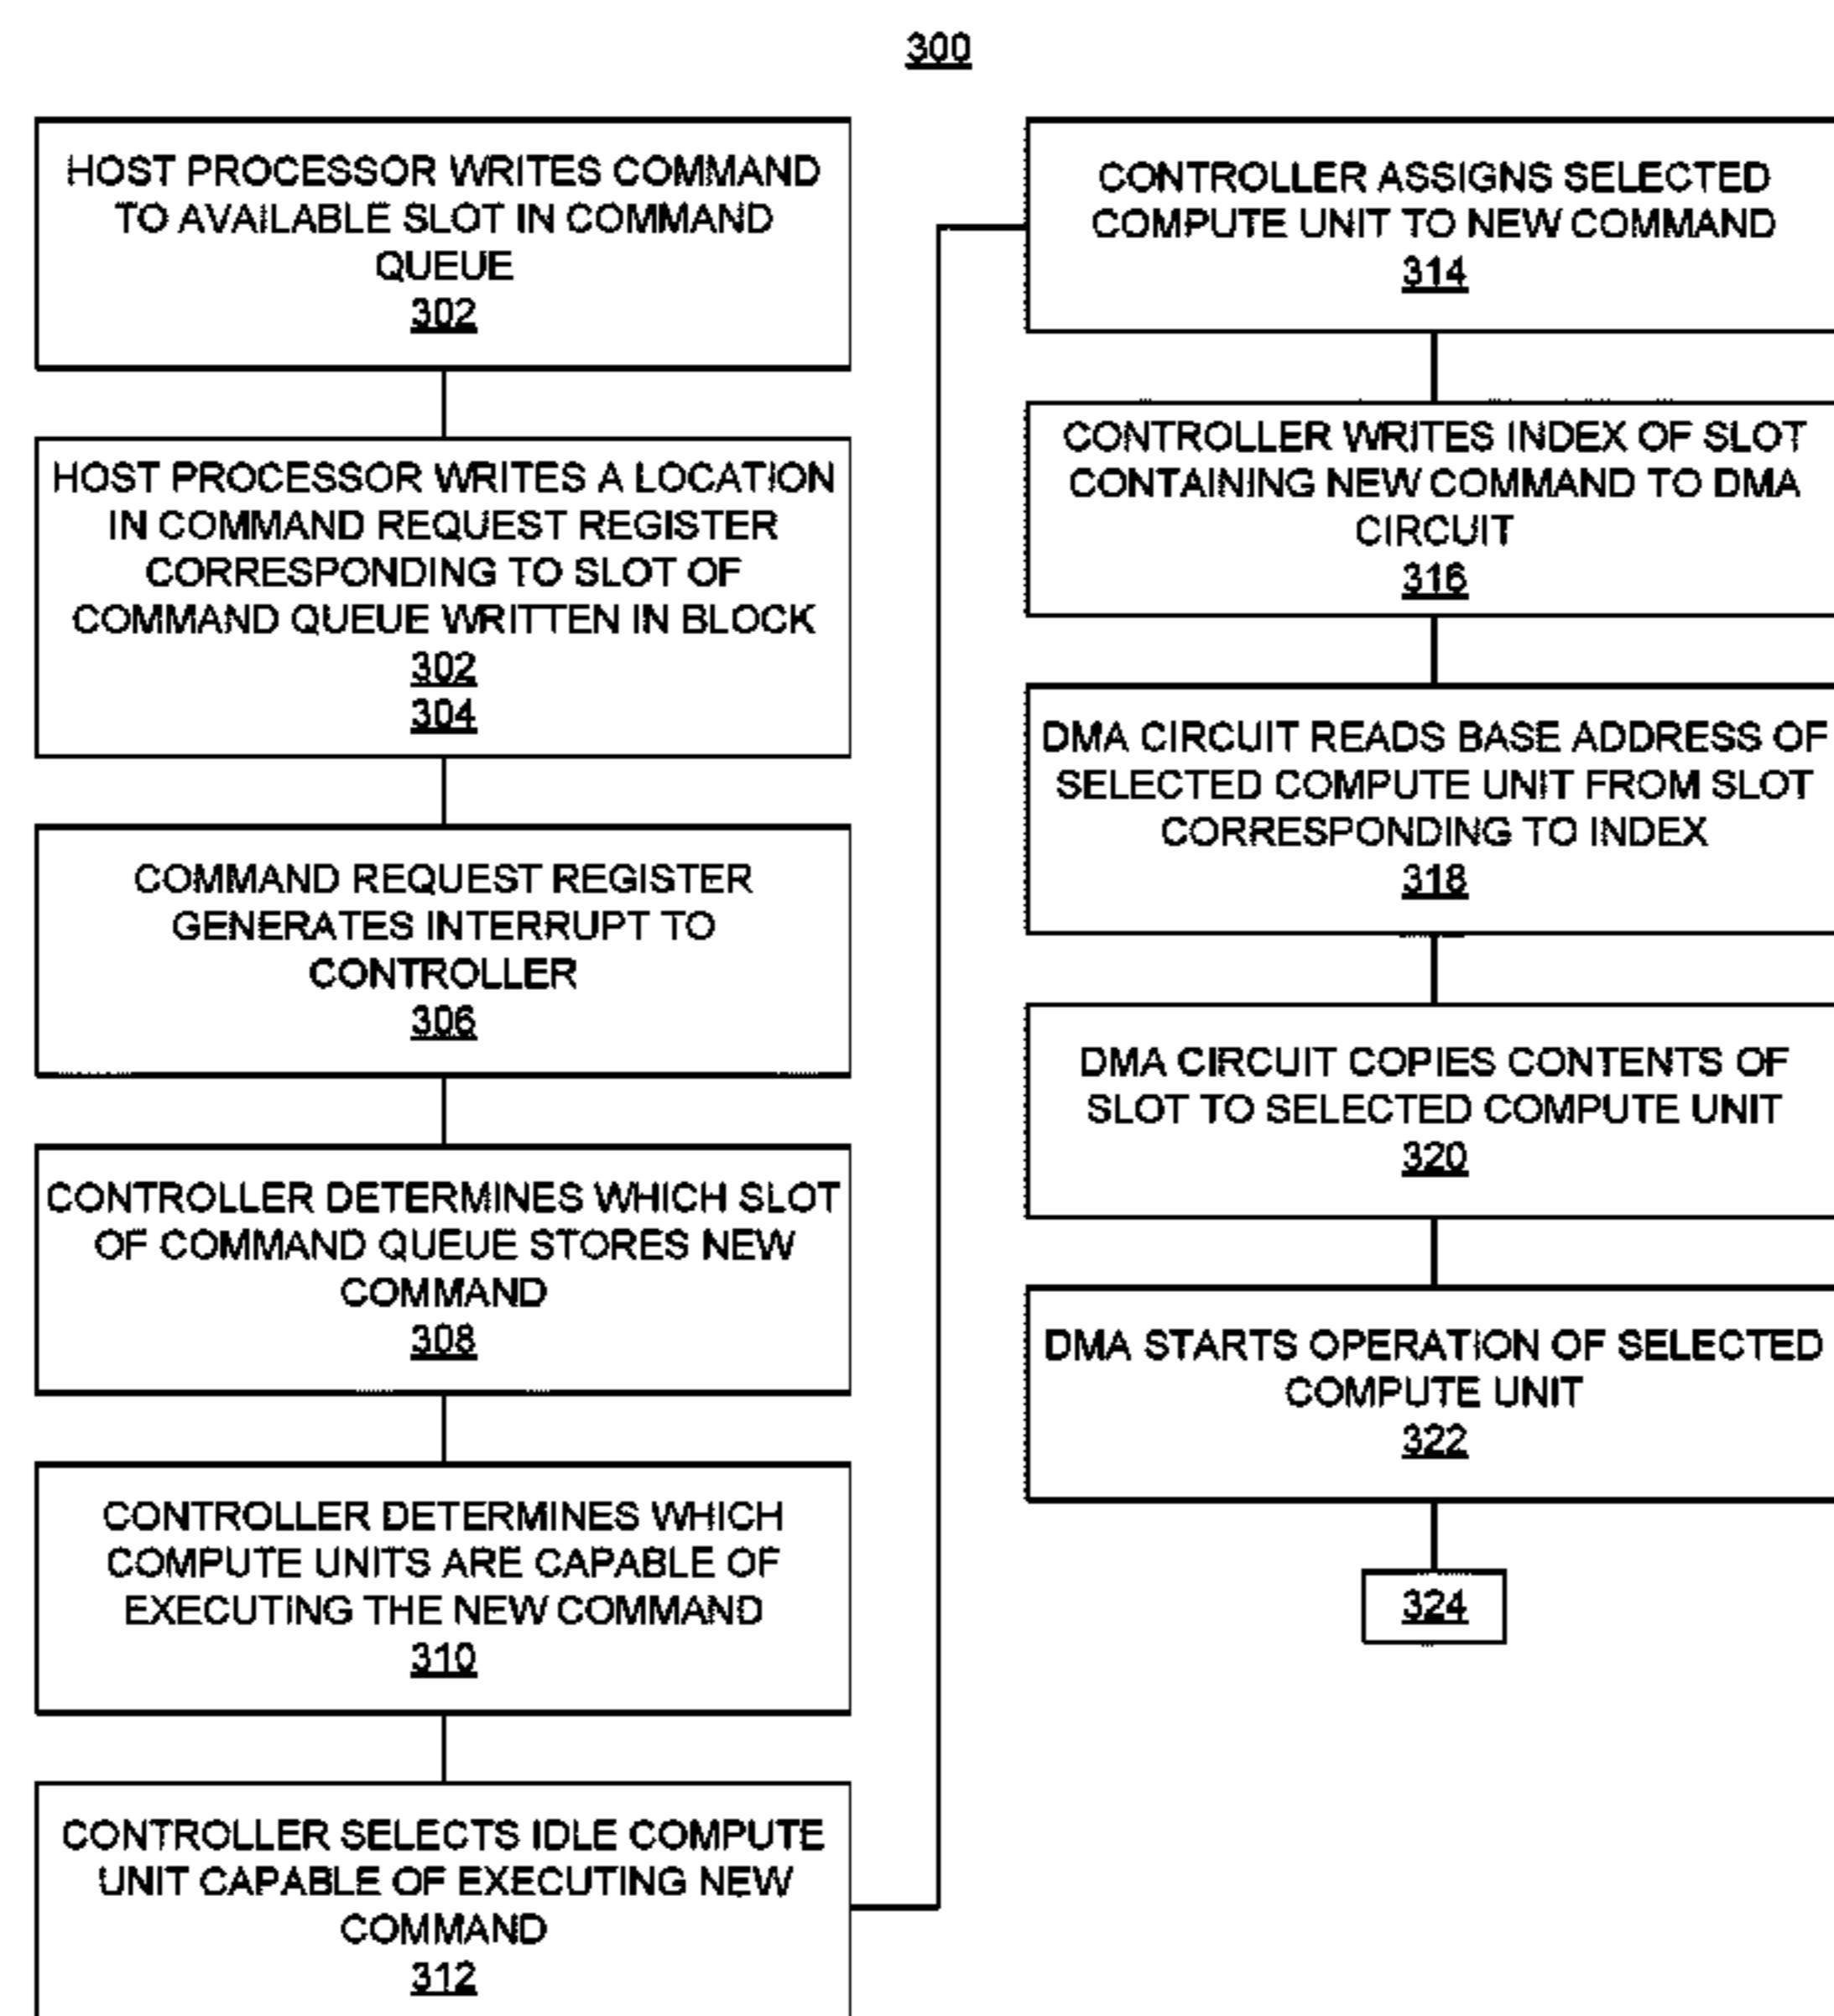 300
HOST PROCESSOR WRITES COMMAND
TO AVAILABLE SLOT IN COMMAND
QUEUE
302
HOST PROCESSOR WRITES A LOCATION
IN COMMAND REQUEST REGISTER
CORRESPONDING TO SLOT OF
COMMAND QUEUE WRITTEN IN BLOCK
302
304
COMMAND REQUEST REGISTER
GENERATES INTERRUPT TO
CONTROLLER
306
CONTROLLER DETERMINES WHICH SLOT
OF COMMAND QUEUE STORES NEW
COMMAND
308
CONTROLLER DETERMINES WHICH
COMPUTE UNITS ARE CAPABLE OF
EXECUTING THE NEW COMMAND
310
CONTROLLER SELECTS IDLE COMPUTE
UNIT CAPABLE OF EXECUTING NEW
COMMAND
312
CONTROLLER ASSIGNS SELECTED
COMPUTE UNIT TO NEW COMMAND
314
CONTROLLER WRITES INDEX OF SLOT
CONTAINING NEW COMMAND TO DMA
CIRCUIT
316
DMA CIRCUIT READS BASE ADDRESS OF
SELECTED COMPUTE UNIT FROM SLOT
CORRESPONDING TO INDEX
318
DMA CIRCUIT COPIES CONTENTS OF
SLOT TO SELECTED COMPUTE UNIT
320
DMA STARTS OPERATION OF SELECTED
COMPUTE UNIT
322
324